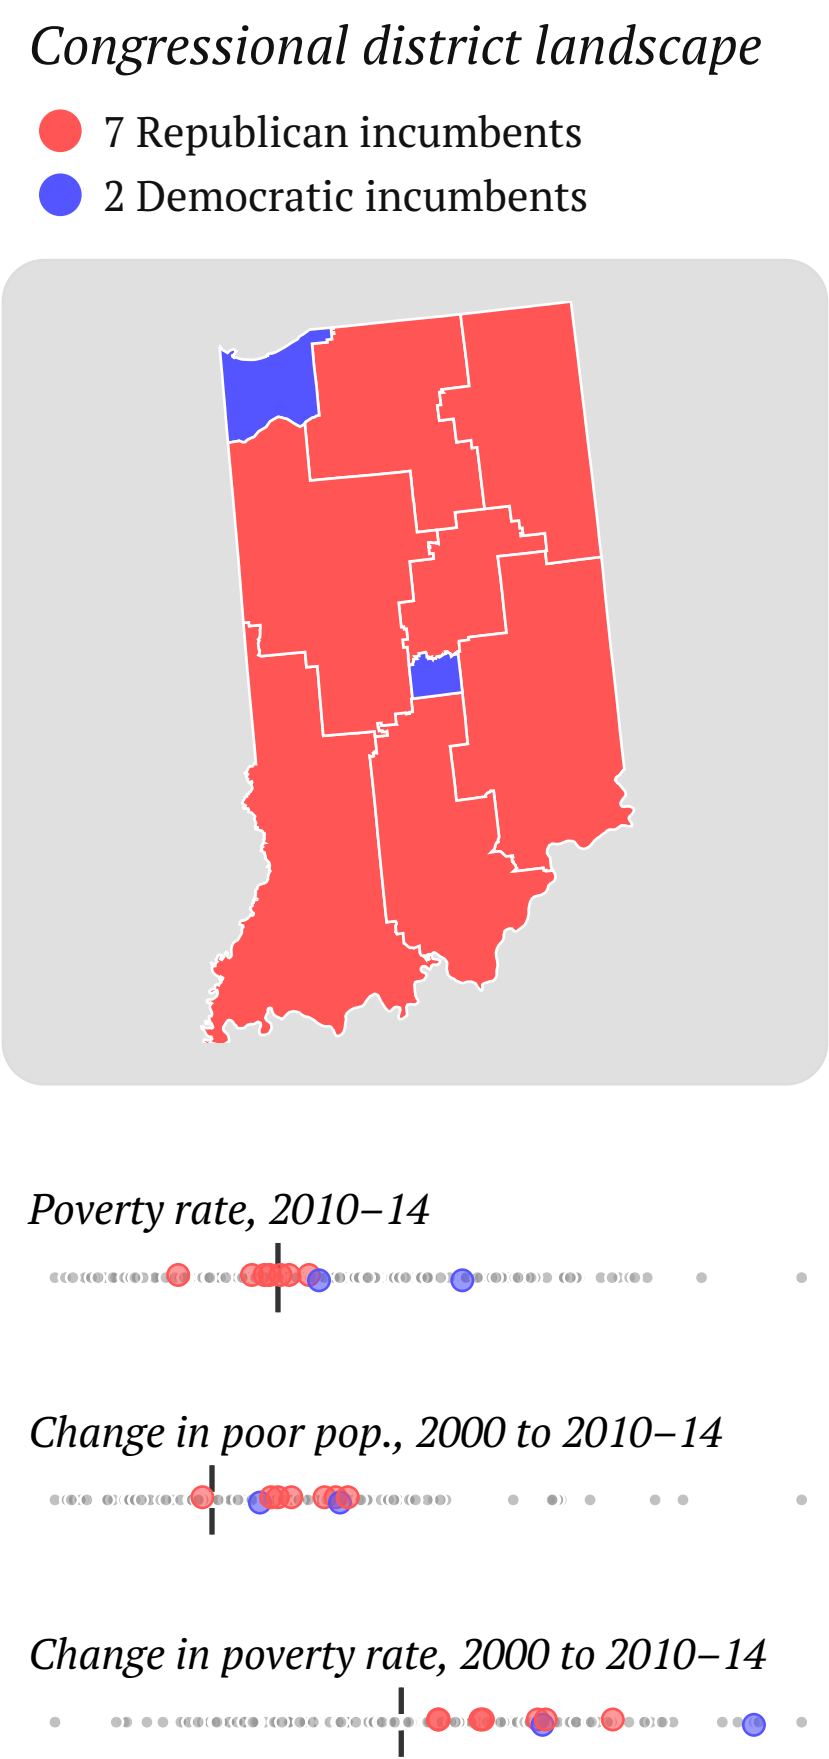 Congressional district landscape
7 Republican incumbents
2 Democratic incumbents
Poverty rate, 2010–14
Change in poor pop., 2000 to 2010–14
Change in poverty rate, 2000 to 2010–14